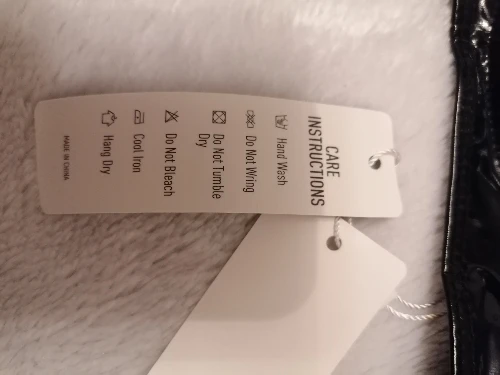 CARE
INSTRUCTIONS
Hand Wash
Do Not Wring
Do Not Tumble
Dry
Do Not Bleach
Cool Iron
Hang Dry
MADE IN CHINA